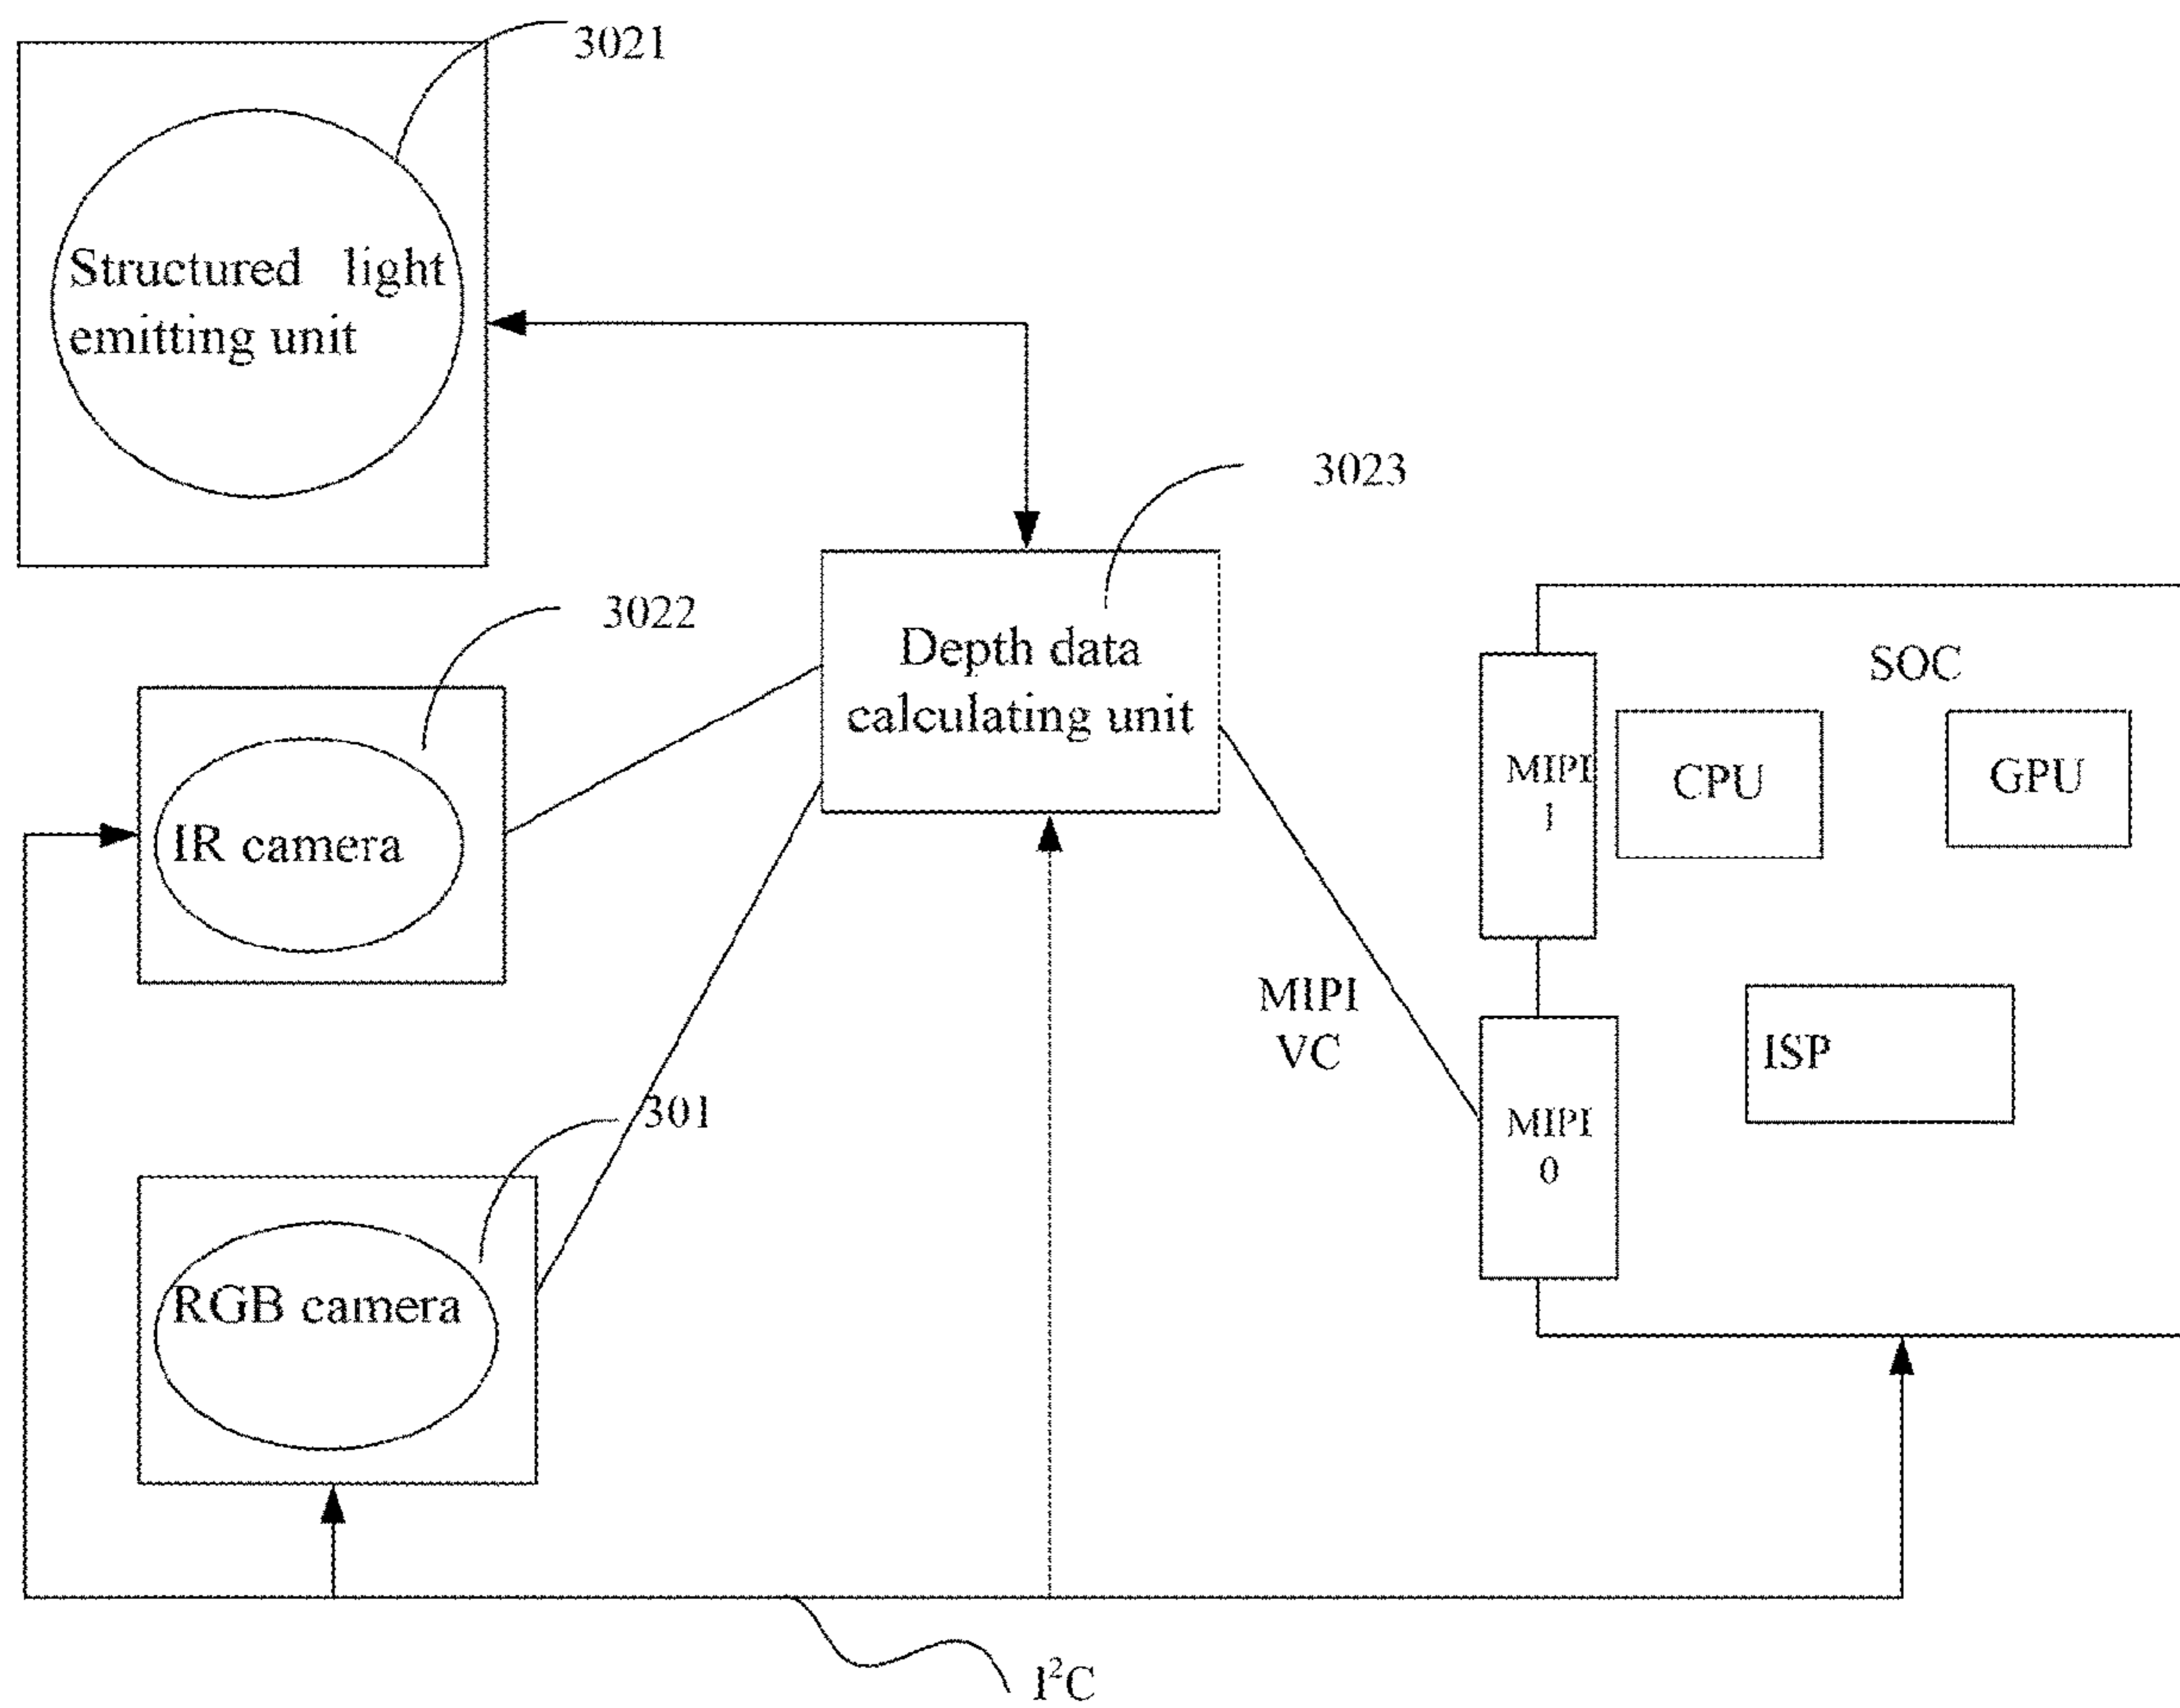 3021
Structured light
emitting unit
3023
3022
Depth data
calculating unit
SOC
MIPI
1
CPU
GPU
IR camera
MIPI
VC
ISP
301
MIPI
0
RGB camera
I²C